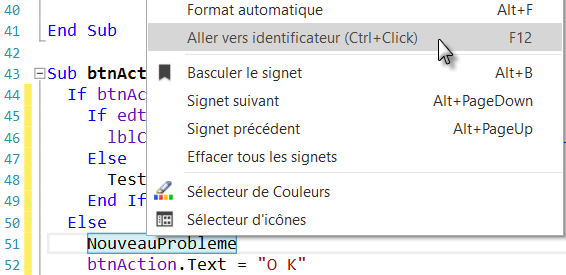 40
41 End Sub
42
43 Sub btnAct
44 If btnAc
45 If edt
46 lblC
47 Else
48 Test
49 End If
50 Else
51 NouveauProbleme
52 btnAction.Text = "O K"
Format automatique Alt+F
Aller vers identificateur (Ctrl+Click) F12
Basculer le signet Alt+B
Signet suivant Alt+PageDown
Signet précédent Alt+PageUp
Effacer tous les signets
Sélecteur de Couleurs
Sélecteur d'icônes